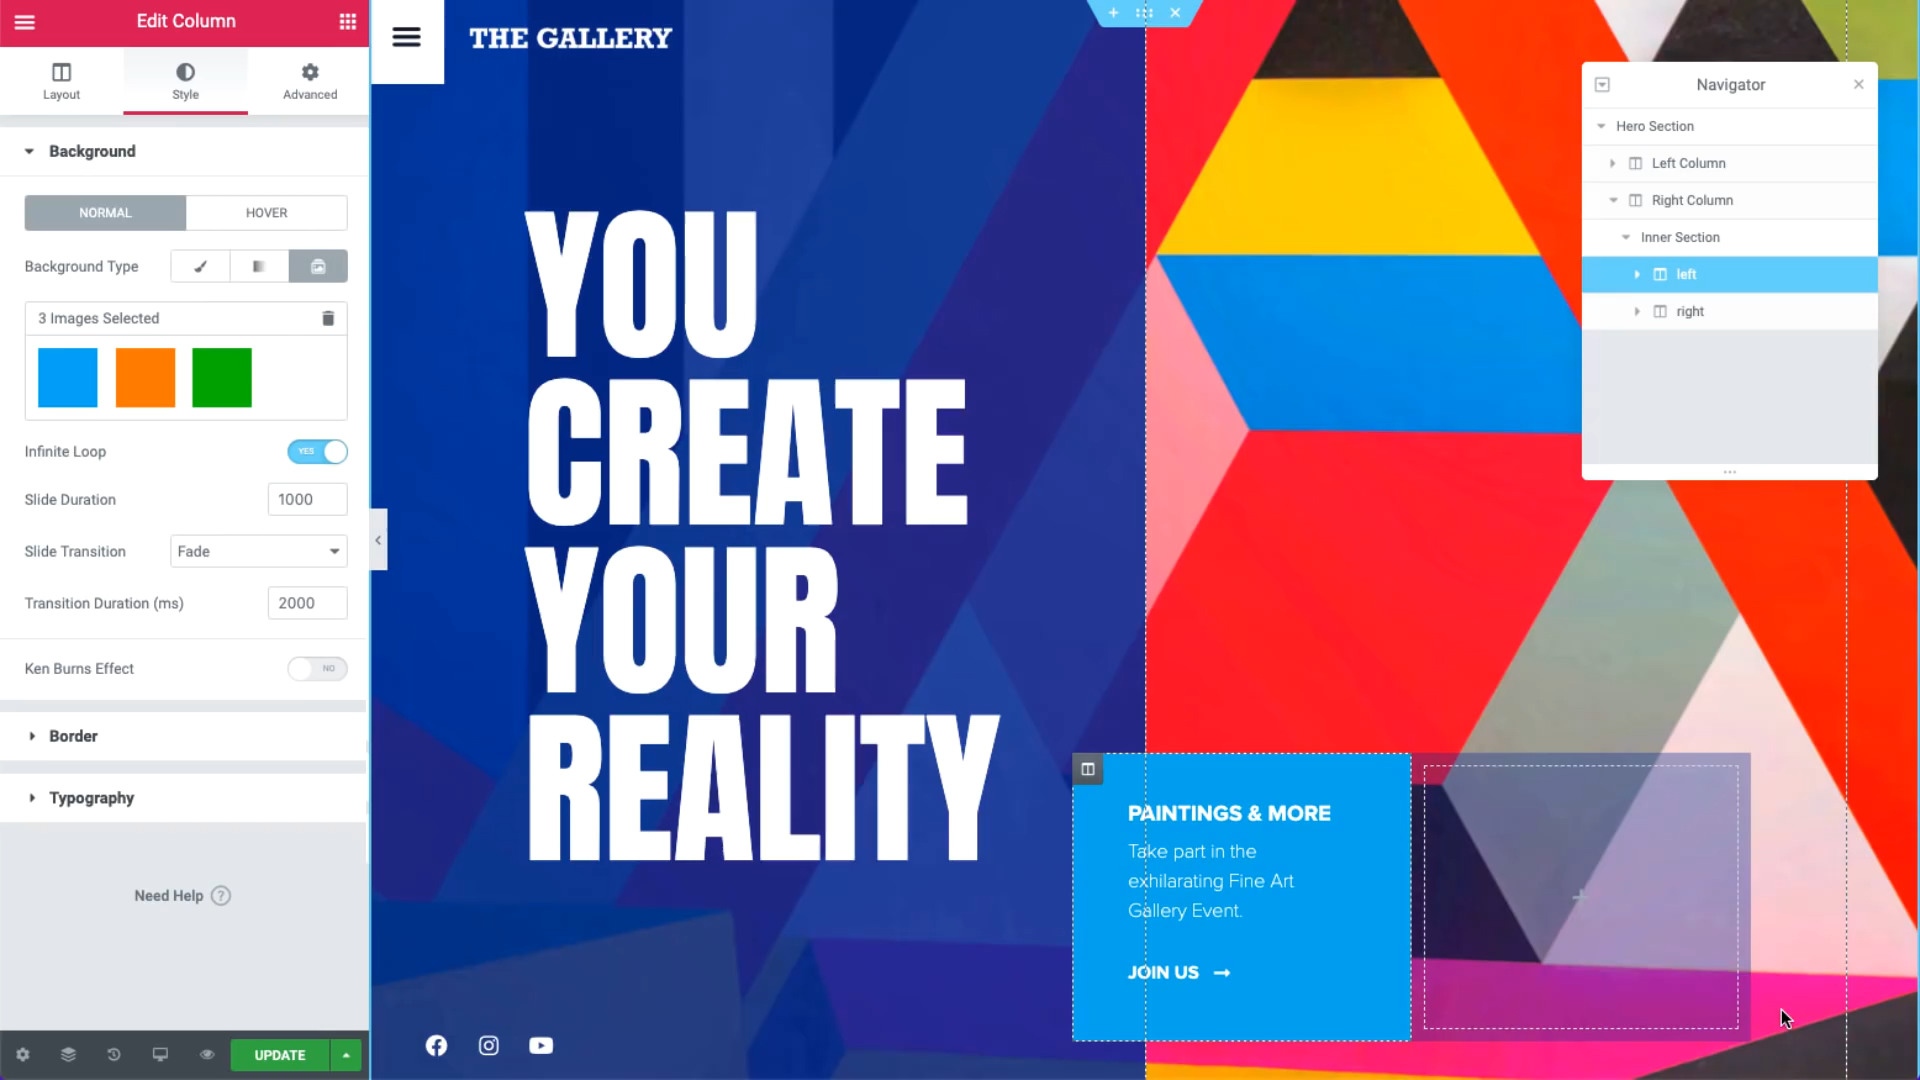 Edit Column
Layout
Style
Advanced
Background
NORMAL
HOVER
Background Type
3 Images Selected
Infinite Loop
YES
Slide Duration
1000
Slide Transition
Fade
Transition Duration (ms)
2000
Ken Burns Effect
NO
Border
Typography
Need Help ?
UPDATE
THE GALLERY
YOU
CREATE
YOUR
REALITY
PAINTINGS & MORE
Take part in the
exhilarating Fine Art
Gallery Event.
JOIN US →
Navigator
Hero Section
Left Column
Right Column
Inner Section
left
right